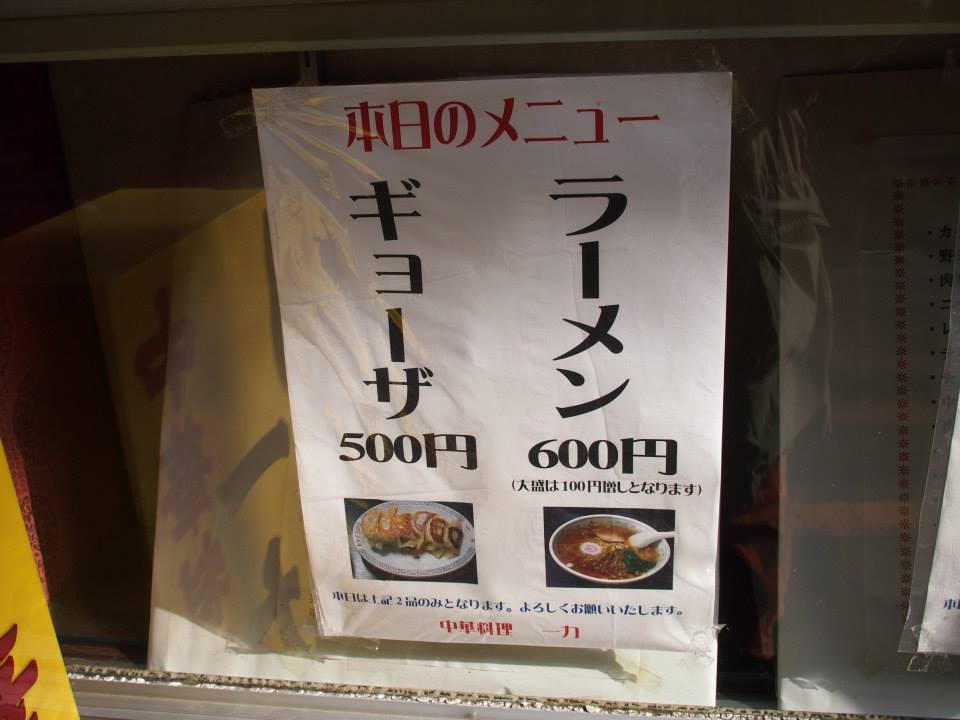 本日のメニュー
ラーメン
600円
(大盛は100円増しとなります)
ギョーザ
500円
本日は上記2品のみとなります。よろしくお願いいたします。
中華料理 一力